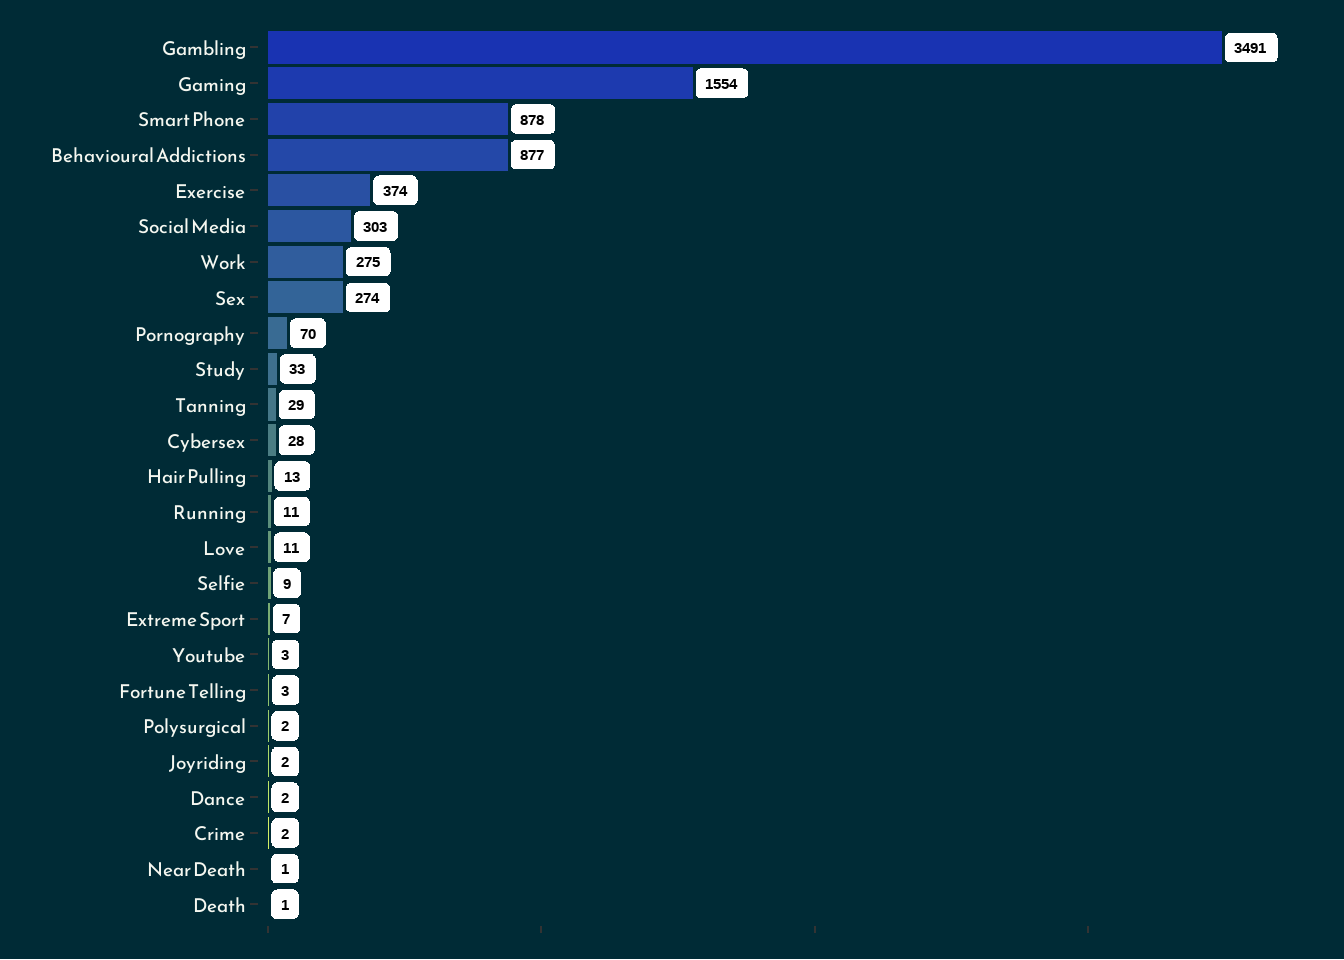 Gambling 3491
Gaming 1554
Smart Phone 878
Behavioural Addictions 877
Exercise 374
Social Media 303
Work 275
Sex 274
Pornography 70
Study 33
Tanning 29
Cybersex 28
Hair Pulling 13
Running 11
Love 11
Selfie 9
Extreme Sport 7
Youtube 3
Fortune Telling 3
Polysurgical 2
Joyriding 2
Dance 2
Crime 2
Near Death 1
Death 1